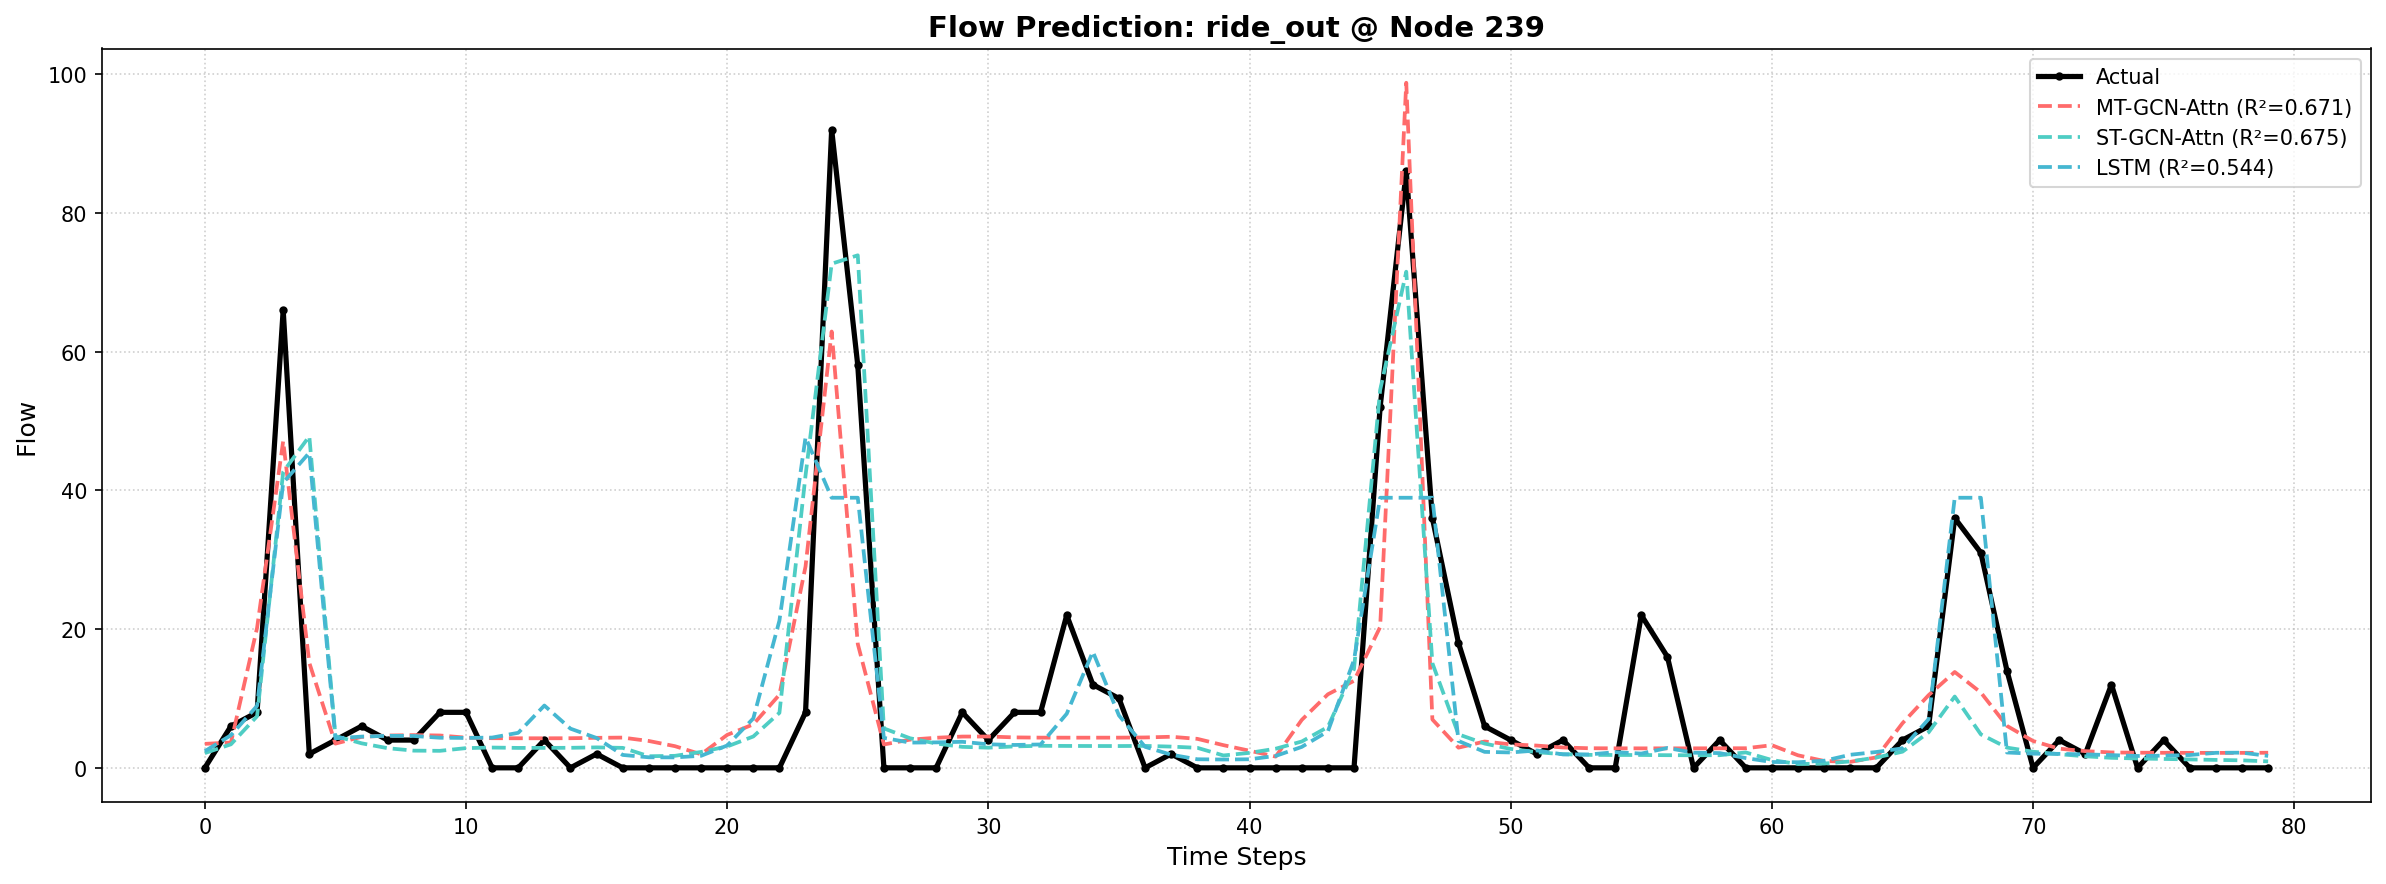 Flow Prediction: ride_out @ Node 239
Actual
MT-GCN-Attn (R²=0.671)
ST-GCN-Attn (R²=0.675)
LSTM (R²=0.544)
Flow
100
80
60
40
20
0
0 10 20 30 40 50 60 70 80
Time Steps